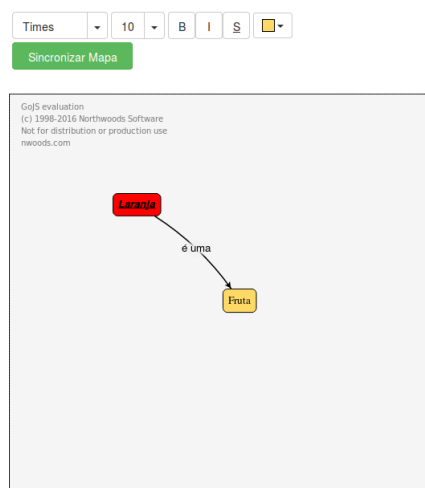 Times 10 B I S
Sincronizar Mapa
GoJS evaluation
(c) 1998-2016 Northwoods Software
Not for distribution or production use
nwoods.com
Laranja
é uma
Fruta